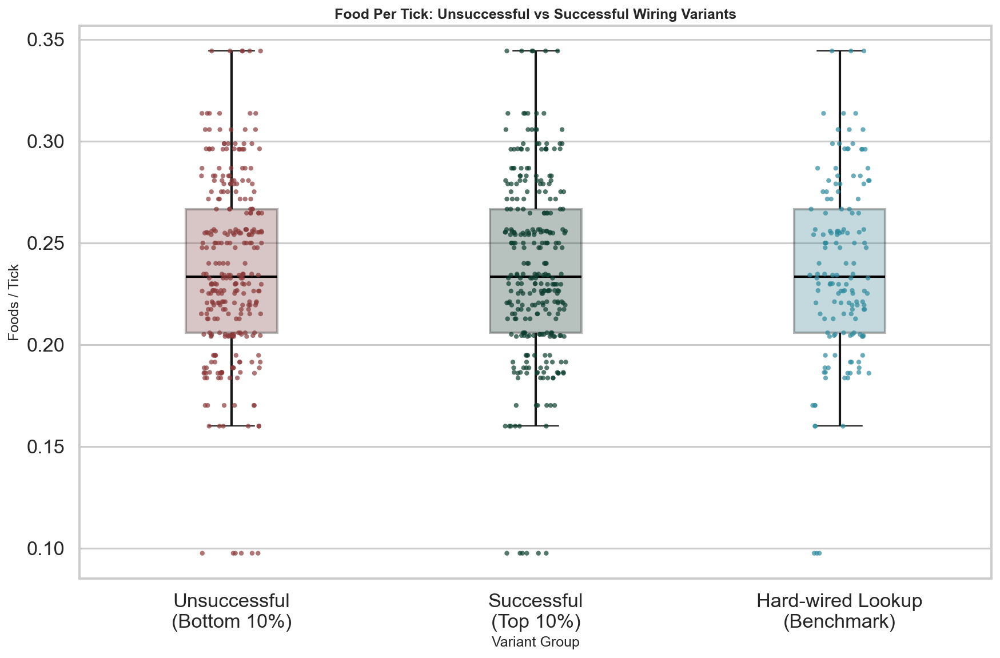 Food Per Tick: Unsuccessful vs Successful Wiring Variants
0.35
0.30
0.25
0.20
0.15
0.10
Foods / Tick
Unsuccessful
(Bottom 10%)
Successful
(Top 10%)
Hard-wired Lookup
(Benchmark)
Variant Group